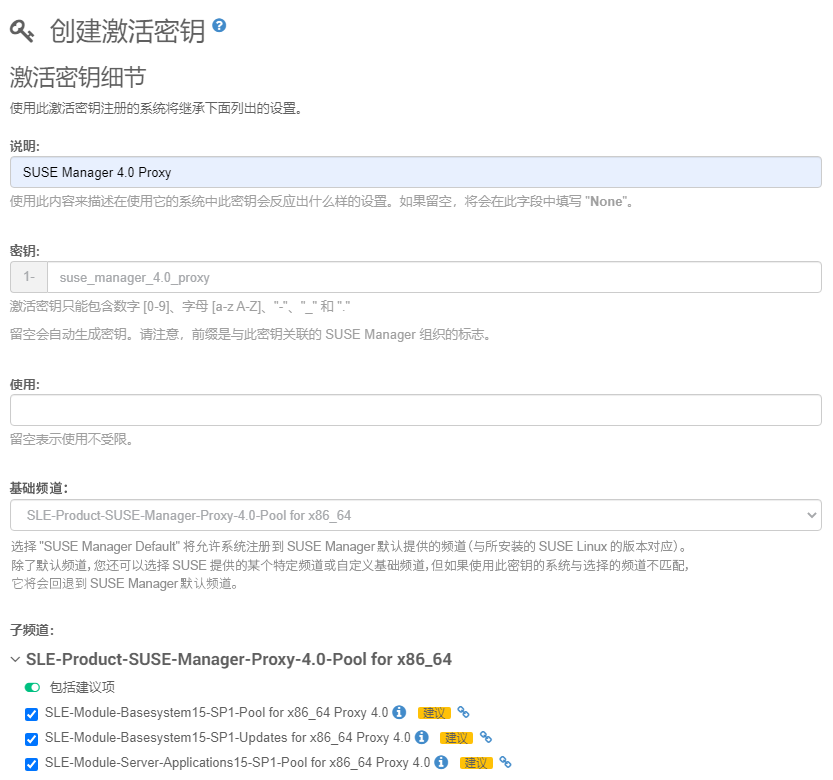 创建激活密钥 ?
激活密钥细节
使用此激活密钥注册的系统将继承下面列出的设置。
说明:
SUSE Manager 4.0 Proxy
使用此内容来描述在使用它的系统中此密钥会反应出什么样的设置。如果留空，将会在此字段中填写 "None"。
密钥:
1- suse_manager_4.0_proxy
激活密钥只能包含数字 [0-9]、字母 [a-z A-Z]、"-"、"_" 和 "."
留空会自动生成密钥。请注意，前缀是与此密钥关联的 SUSE Manager 组织的标志。
使用:
留空表示使用不受限。
基础频道:
SLE-Product-SUSE-Manager-Proxy-4.0-Pool for x86_64
选择 "SUSE Manager Default" 将允许系统注册到 SUSE Manager 默认提供的频道(与所安装的 SUSE Linux 的版本对应)。
除了默认频道, 您还可以选择 SUSE 提供的某个特定频道或自定义基础频道, 但如果使用此密钥的系统与选择的频道不匹配,
它将会回退到 SUSE Manager 默认频道。
子频道:
SLE-Product-SUSE-Manager-Proxy-4.0-Pool for x86_64
包括建议项
SLE-Module-Basesystem15-SP1-Pool for x86_64 Proxy 4.0 建议
SLE-Module-Basesystem15-SP1-Updates for x86_64 Proxy 4.0 建议
SLE-Module-Server-Applications15-SP1-Pool for x86_64 Proxy 4.0 建议